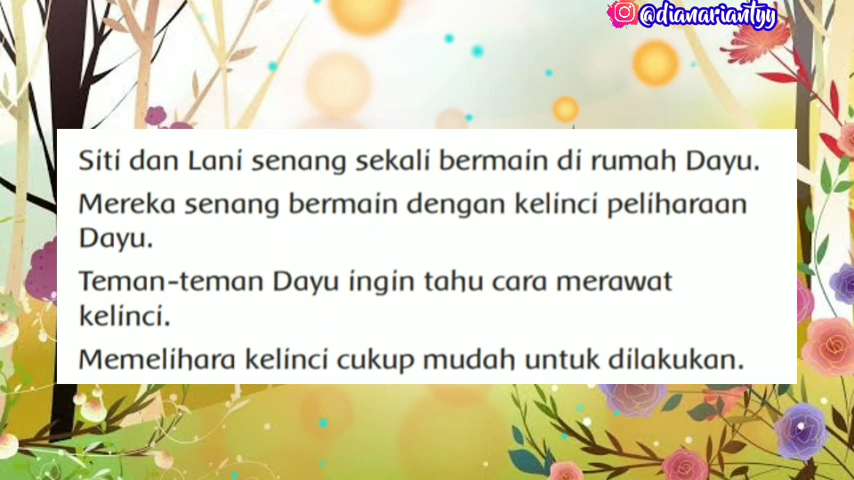 @dianariantyy
Siti dan Lani senang sekali bermain di rumah Dayu.
Mereka senang bermain dengan kelinci peliharaan
Dayu.
Teman-teman Dayu ingin tahu cara merawat
kelinci.
Memelihara kelinci cukup mudah untuk dilakukan.